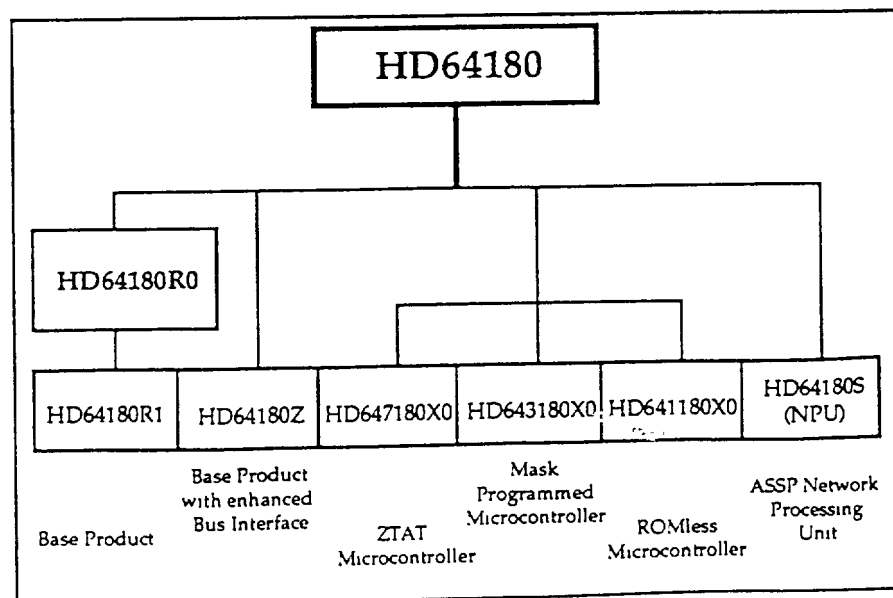 HD64180
HD64180R0
HD64180R1
HD64180Z
HD647180X0
HD643180X0
HD641180X0
HD64180S
(NPU)
Base Product
Base Product
with enhanced
Bus Interface
ZTAT
Microcontroller
Mask
Programmed
Microcontroller
ROMless
Microcontroller
ASSP Network
Processing
Unit